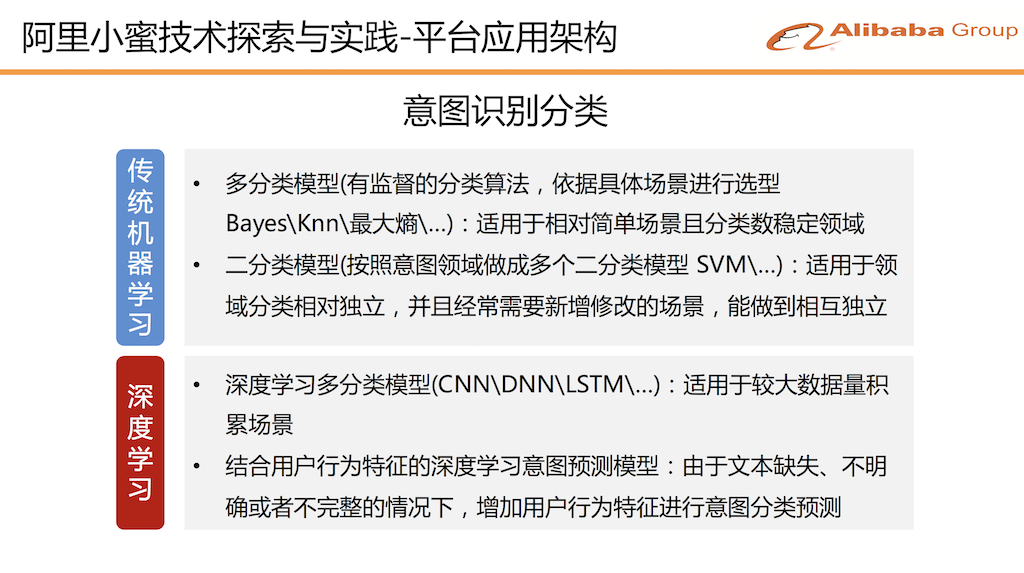 阿里小蜜技术探索与实践-平台应用架构
Alibaba Group
意图识别分类
传统机器学习
• 多分类模型(有监督的分类算法，依据具体场景进行选型
Bayes\Knn\最大熵\...)：适用于相对简单场景且分类数稳定领域
• 二分类模型(按照意图领域做成多个二分类模型 SVM\...)：适用于领
域分类相对独立，并且经常需要新增修改的场景，能做到相互独立
深度学习
• 深度学习多分类模型(CNN\DNN\LSTM\...)：适用于较大数据量积
累场景
• 结合用户行为特征的深度学习意图预测模型：由于文本缺失、不明
确或者不完整的情况下，增加用户行为特征进行意图分类预测